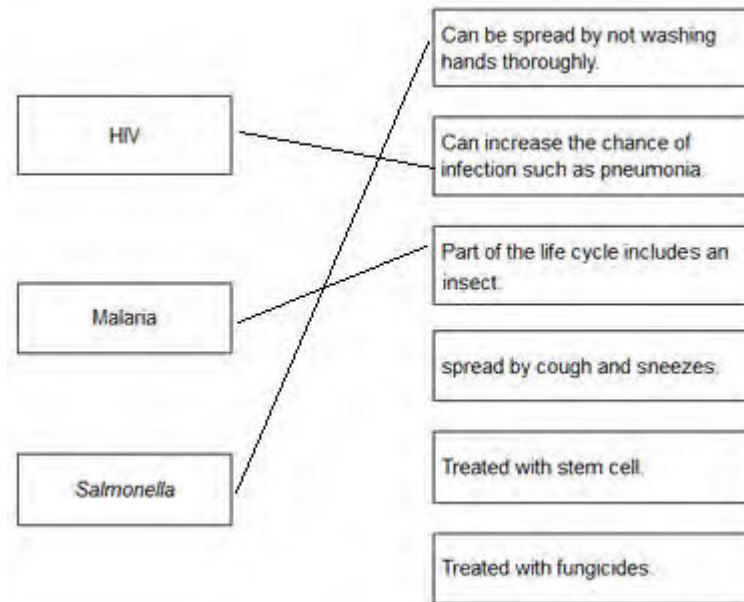 HIV
Malaria
Salmonella
Can be spread by not washing
hands thoroughly.
Can increase the chance of
infection such as pneumonia.
Part of the life cycle includes an
insect.
spread by cough and sneezes.
Treated with stem cell.
Treated with fungicides.